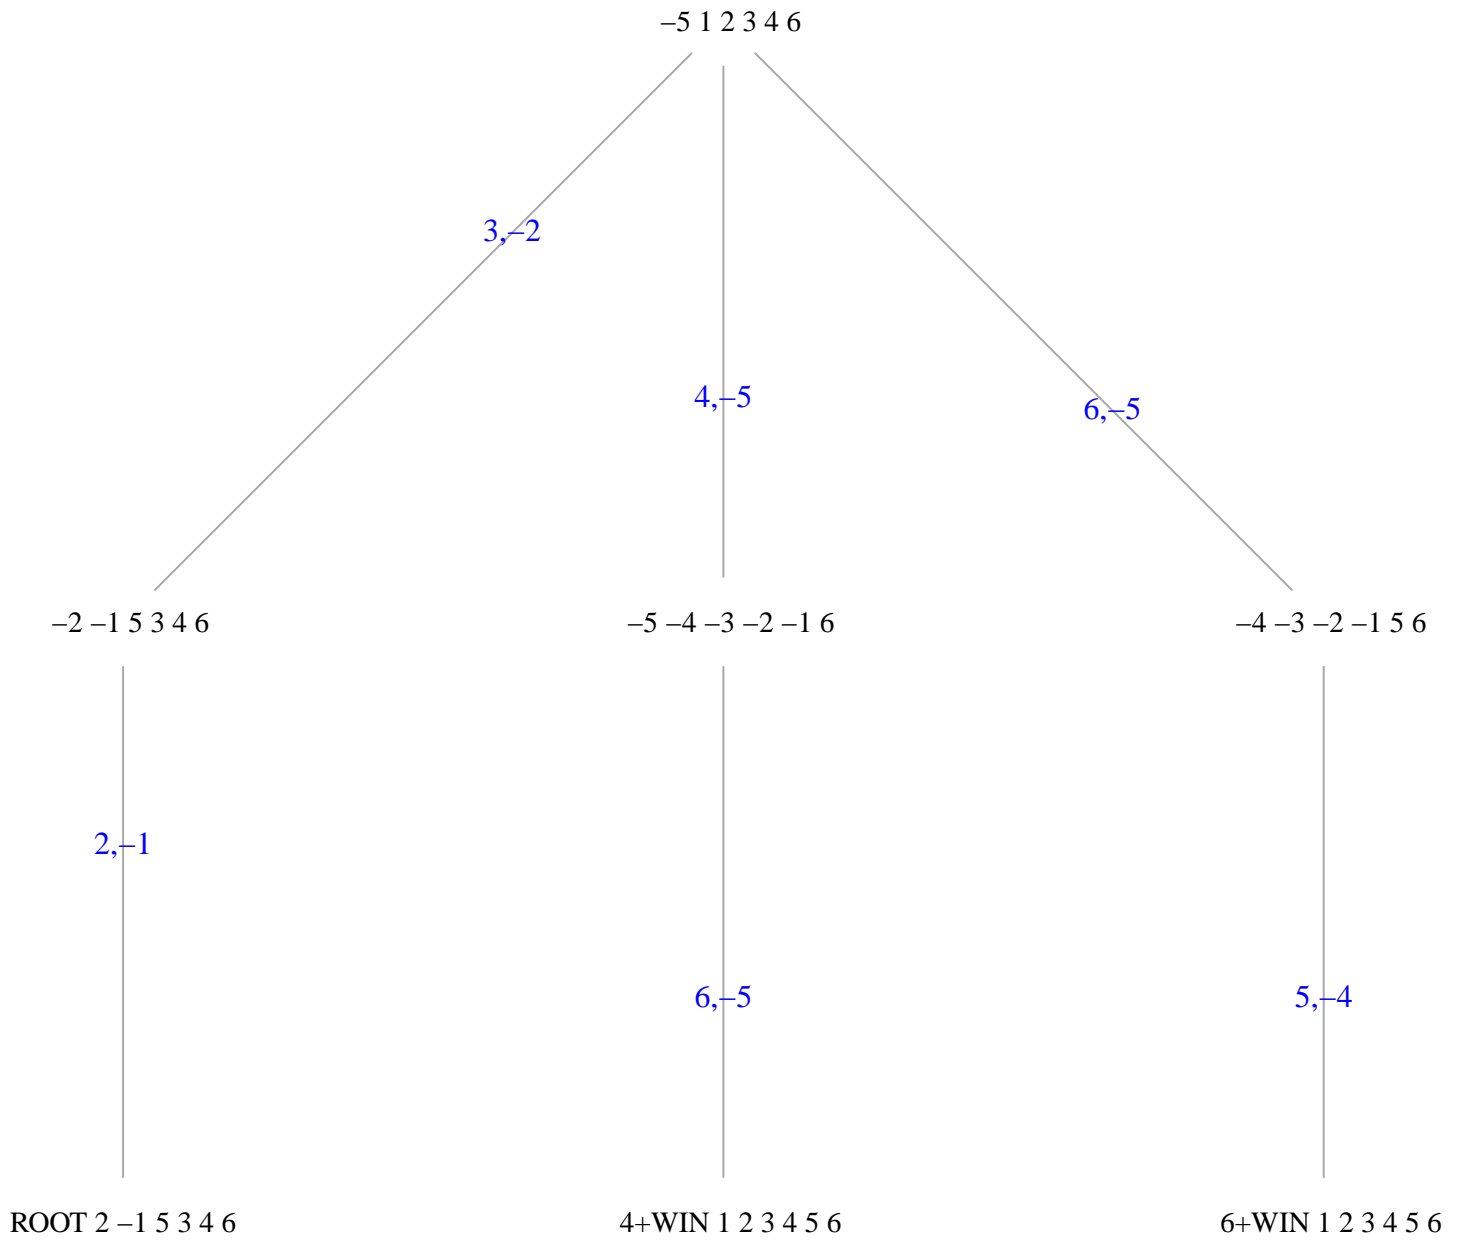 –5 1 2 3 4 6
3,–2
4,–5
6,–5
–2 –1 5 3 4 6
–5 –4 –3 –2 –1 6
–4 –3 –2 –1 5 6
2,–1
6,–5
5,–4
ROOT 2 –1 5 3 4 6
4+WIN 1 2 3 4 5 6
6+WIN 1 2 3 4 5 6